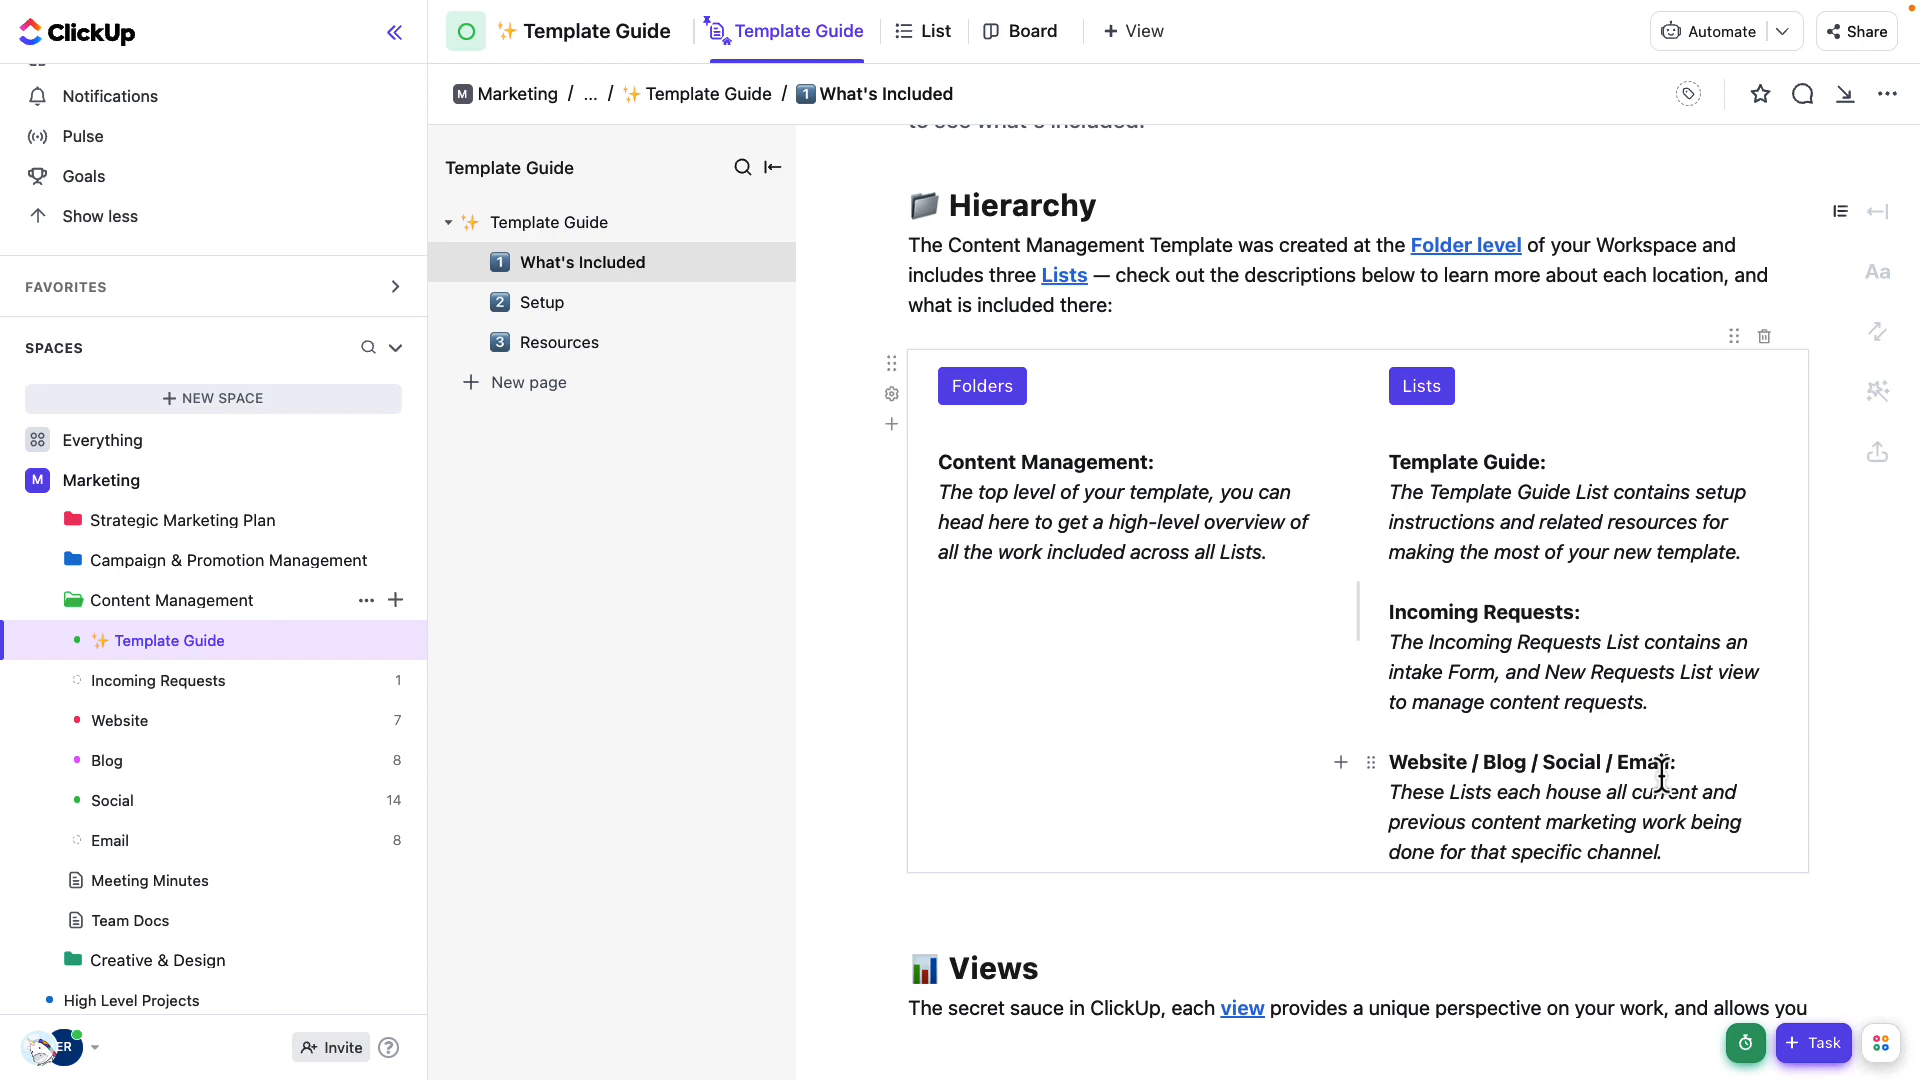 ClickUp
Notifications
Pulse
Goals
Show less
FAVORITES
SPACES
NEW SPACE
Everything
M
Marketing
Strategic Marketing Plan
Campaign & Promotion Management
Content Management
Template Guide
Incoming Requests 1
Website 7
Blog 8
Social 14
Email 8
Meeting Minutes
Team Docs
Creative & Design
High Level Projects
ER
Invite
?
Template Guide
Template Guide
List
Board
+ View
Automate
Share
M Marketing / ... / Template Guide / 1 What's Included
Template Guide
Template Guide
1 What's Included
2 Setup
3 Resources
New page
to see what's included.
Hierarchy
The Content Management Template was created at the Folder level of your Workspace and
includes three Lists — check out the descriptions below to learn more about each location, and
what is included there:
Folders
Content Management:
The top level of your template, you can
head here to get a high-level overview of
all the work included across all Lists.
Lists
Template Guide:
The Template Guide List contains setup
instructions and related resources for
making the most of your new template.
Incoming Requests:
The Incoming Requests List contains an
intake Form, and New Requests List view
to manage content requests.
Website / Blog / Social / Email:
These Lists each house all current and
previous content marketing work being
done for that specific channel.
Views
The secret sauce in ClickUp, each view provides a unique perspective on your work, and allows you
Aa
+ Task